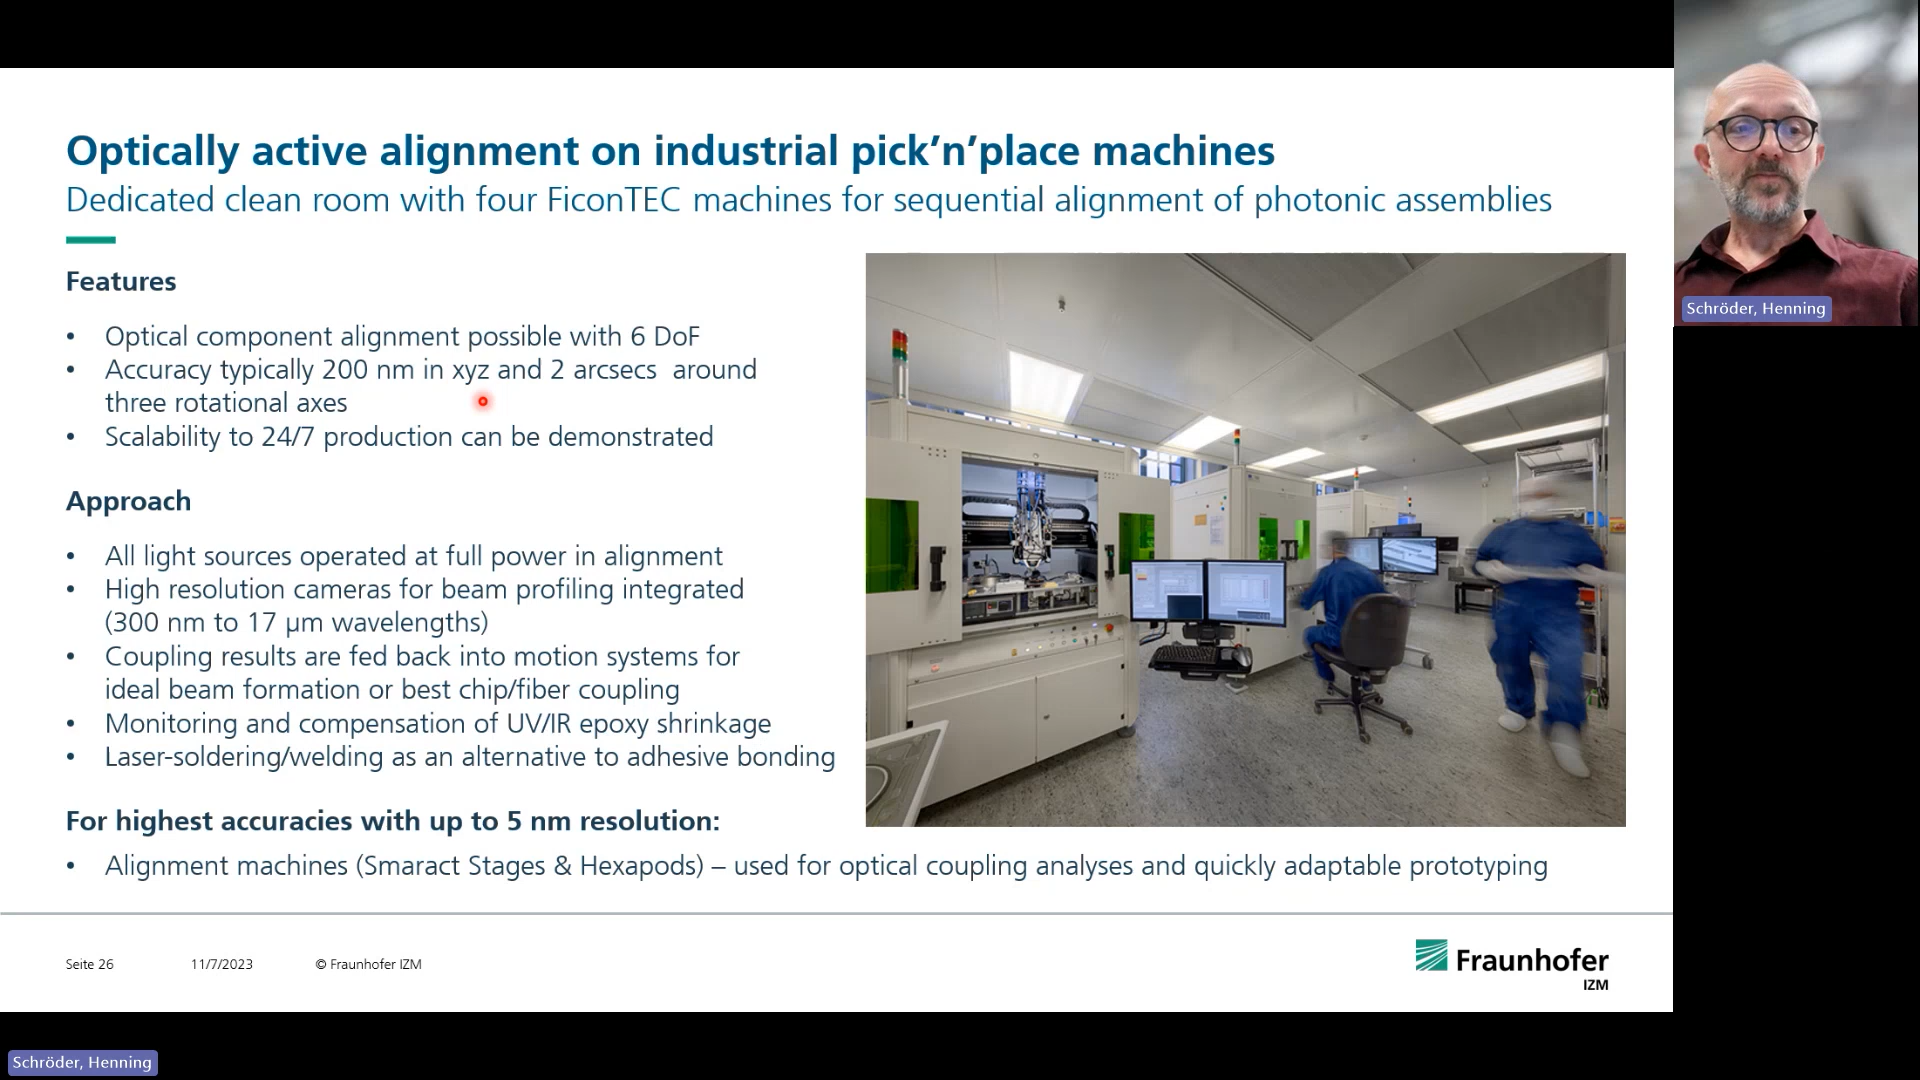 Optically active alignment on industrial pick’n’place machines
Dedicated clean room with four FiconTEC machines for sequential alignment of photonic assemblies
Features
• Optical component alignment possible with 6 DoF
• Accuracy typically 200 nm in xyz and 2 arcsecs around
three rotational axes
• Scalability to 24/7 production can be demonstrated
Approach
• All light sources operated at full power in alignment
• High resolution cameras for beam profiling integrated
(300 nm to 17 µm wavelengths)
• Coupling results are fed back into motion systems for
ideal beam formation or best chip/fiber coupling
• Monitoring and compensation of UV/IR epoxy shrinkage
• Laser-soldering/welding as an alternative to adhesive bonding
For highest accuracies with up to 5 nm resolution:
• Alignment machines (Smaract Stages & Hexapods) – used for optical coupling analyses and quickly adaptable prototyping
Seite 26 11/7/2023 © Fraunhofer IZM
Fraunhofer
IZM
Schröder, Henning
Schröder, Henning